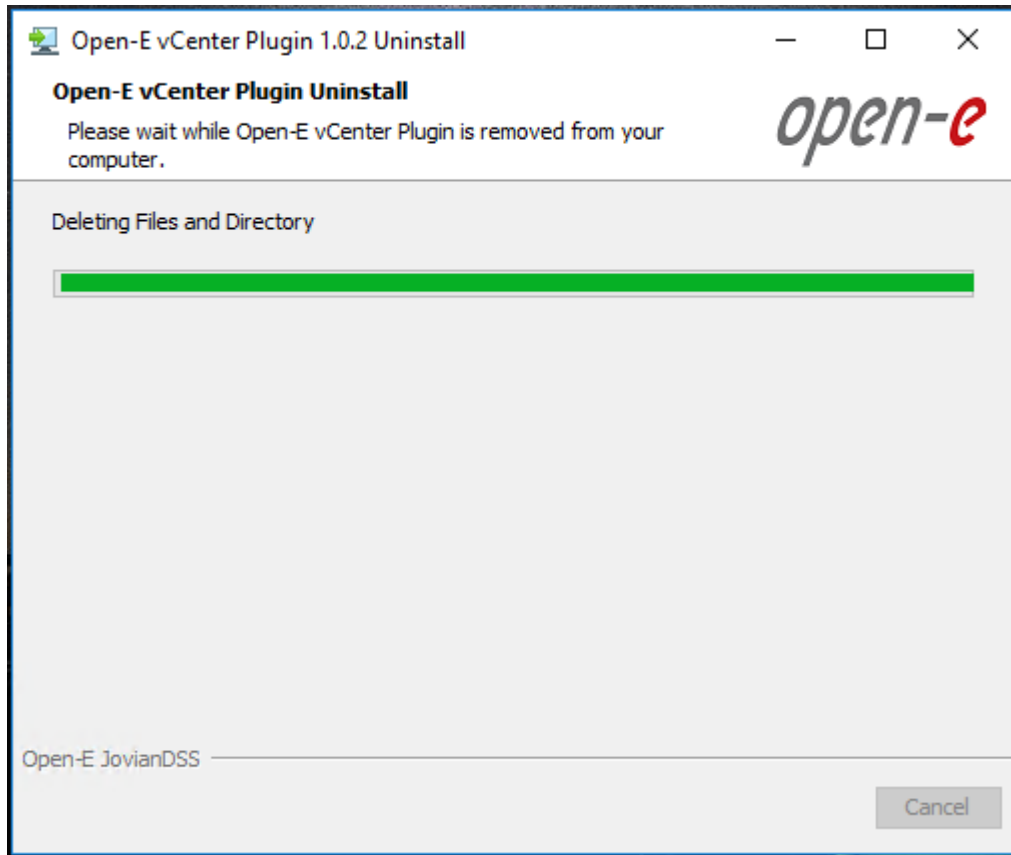 Open-E vCenter Plugin 1.0.2 Uninstall
Open-E vCenter Plugin Uninstall
Please wait while Open-E vCenter Plugin is removed from your
computer.
open-e
Deleting Files and Directory
Open-E JovianDSS
Cancel